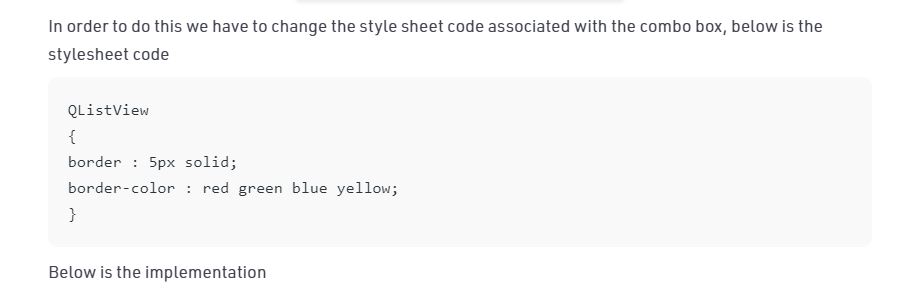 In order to do this we have to change the style sheet code associated with the combo box, below is the
stylesheet code
QListView
{
border : 5px solid;
border-color : red green blue yellow;
}
Below is the implementation